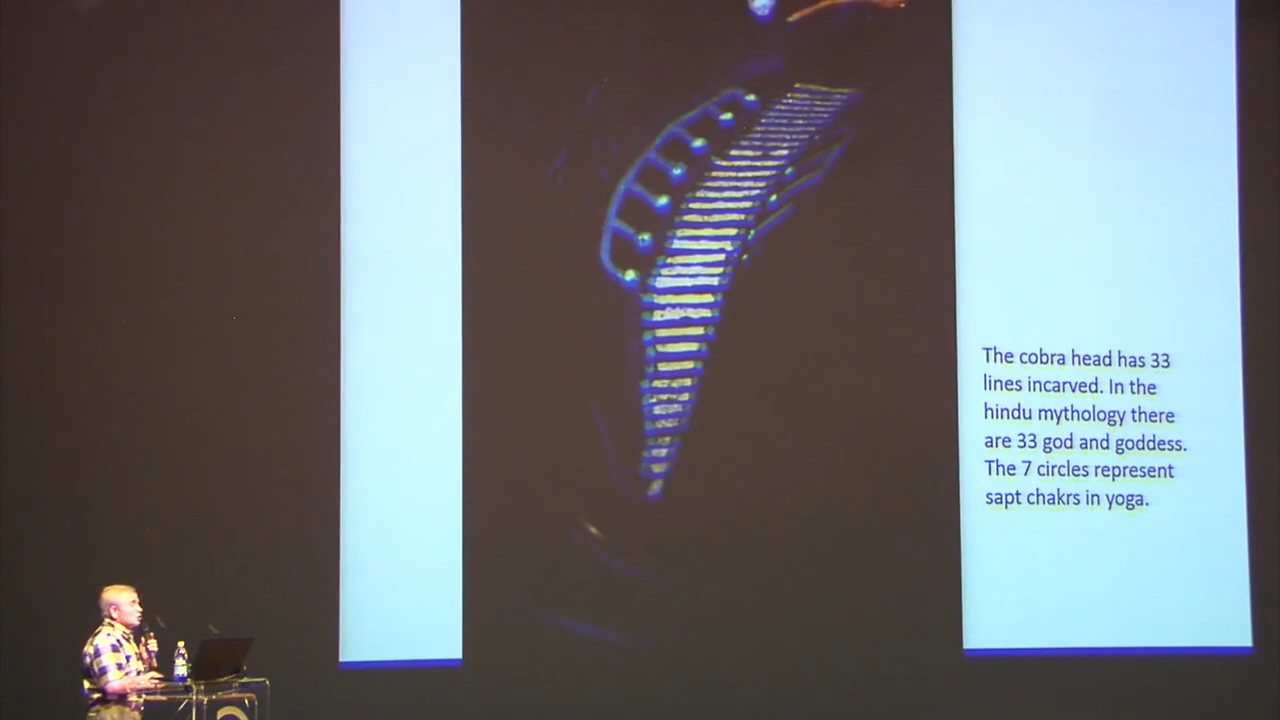 The cobra head has 33
lines incarved. In the
hindu mythology there
are 33 god and goddess.
The 7 circles represent
sapt chakrs in yoga.